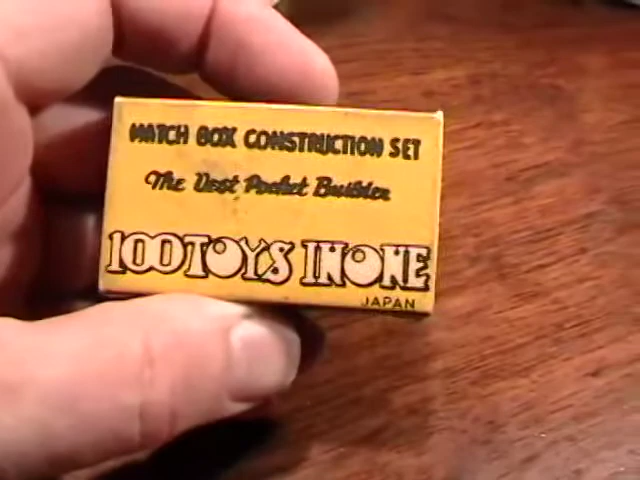 MATCH BOX CONSTRUCTION SET
The Vest Pocket Builder
100 TOYS IN ONE
JAPAN